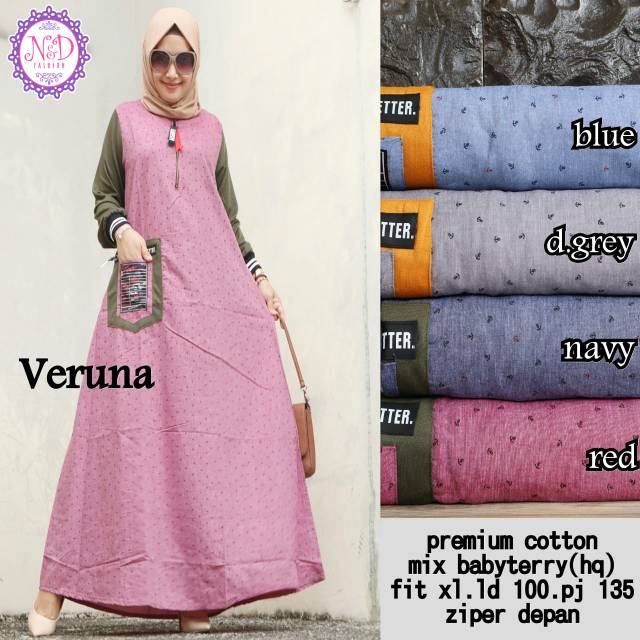 N&D
FASHION
Veruna
ETTER.
blue
TTER.
d.grey
TTER.
navy
TTER.
red
premium cotton
mix babyterry(hq)
fit xl.ld 100.pj 135
ziper depan